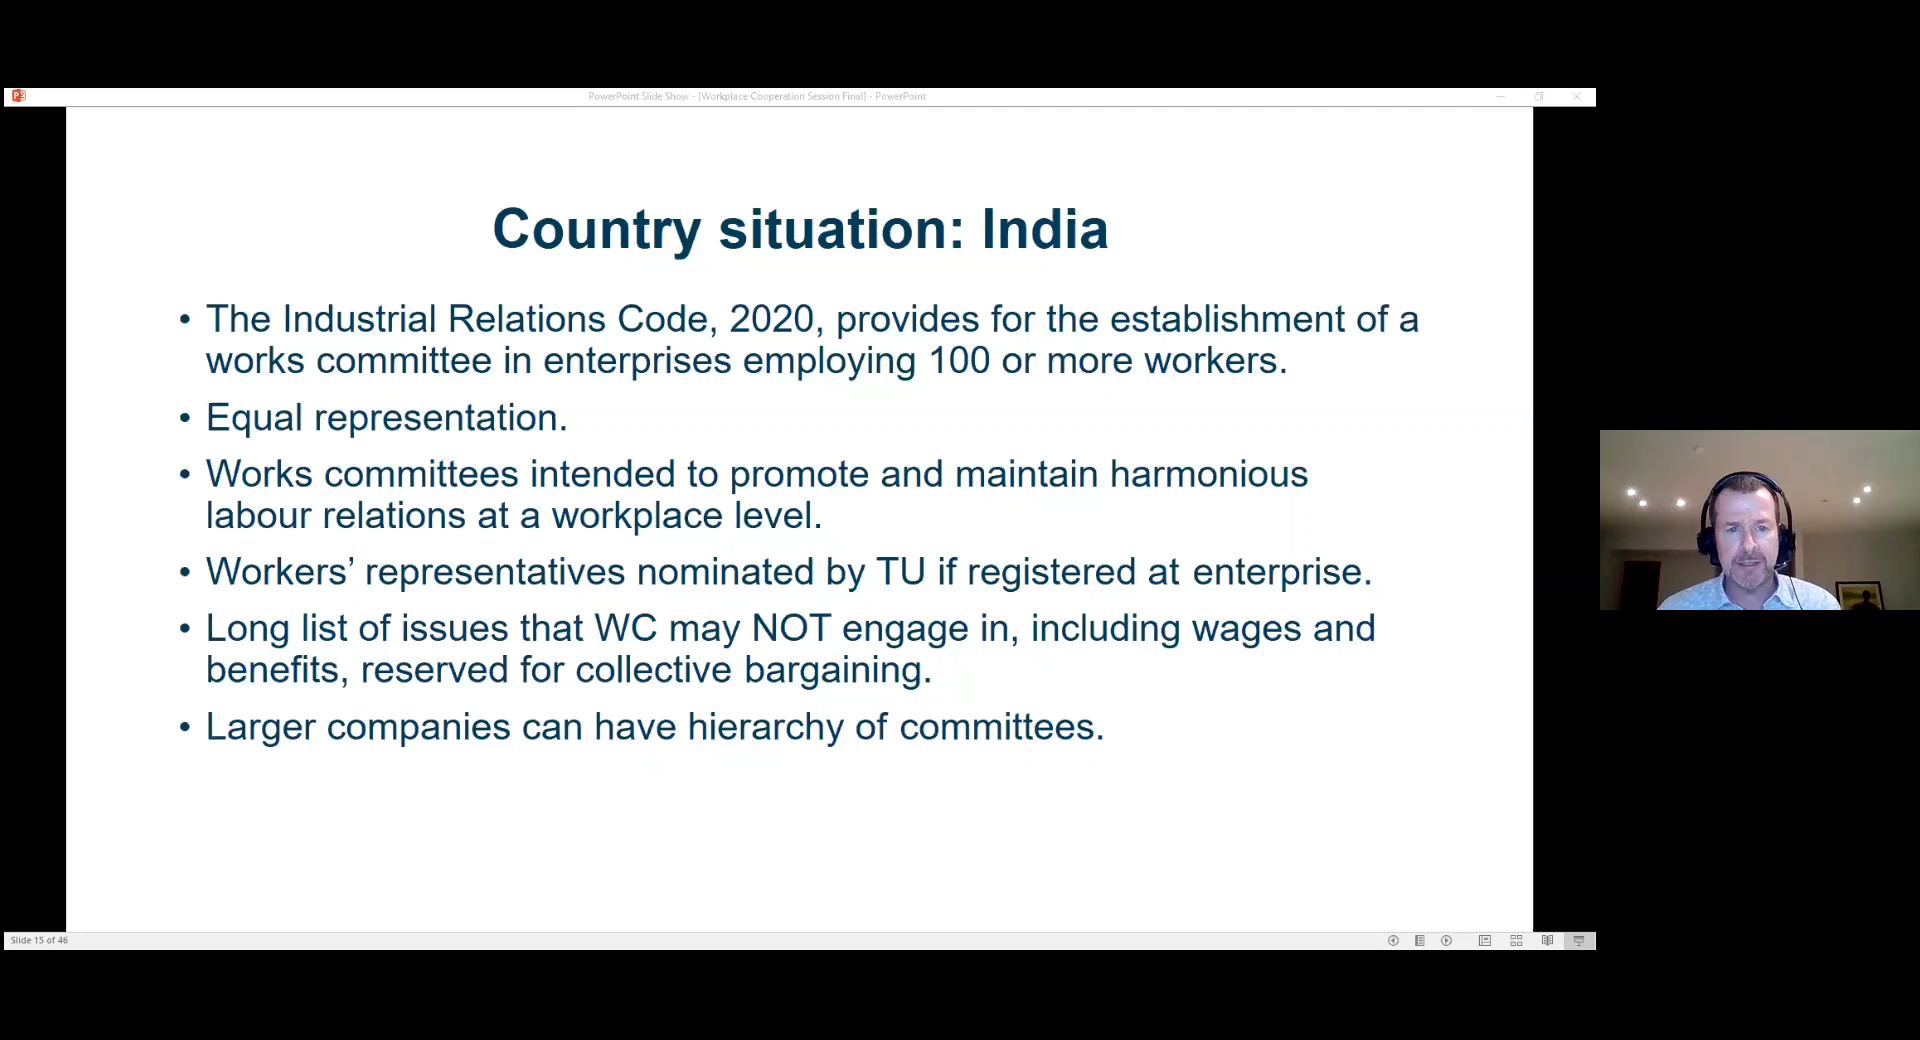 PowerPoint Slide Show - [Workplace Cooperation Session Final] - PowerPoint
Country situation: India
• The Industrial Relations Code, 2020, provides for the establishment of a
works committee in enterprises employing 100 or more workers.
• Equal representation.
• Works committees intended to promote and maintain harmonious
labour relations at a workplace level.
• Workers’ representatives nominated by TU if registered at enterprise.
• Long list of issues that WC may NOT engage in, including wages and
benefits, reserved for collective bargaining.
• Larger companies can have hierarchy of committees.
Slide 15 of 46